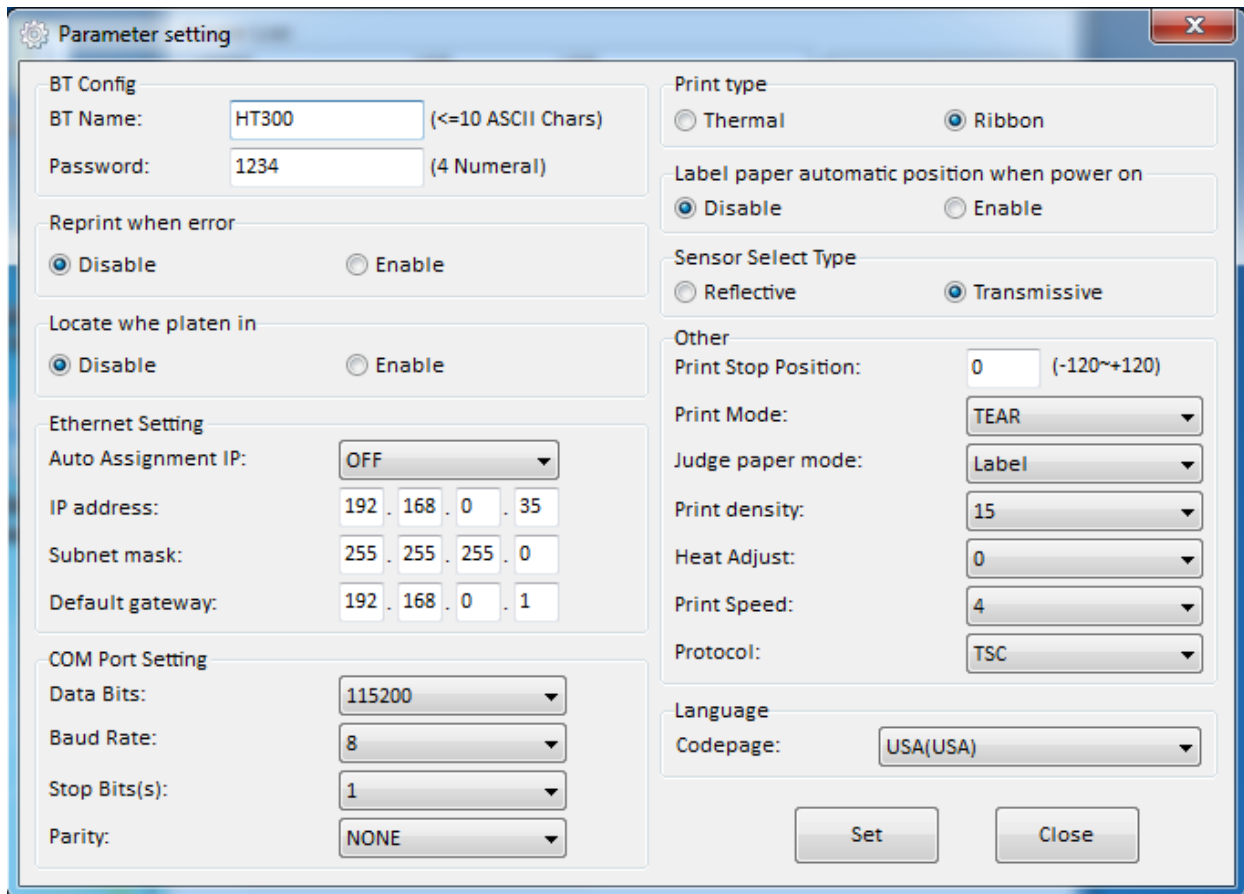 Parameter setting
X
BT Config
BT Name: HT300 (<=10 ASCII Chars)
Password: 1234 (4 Numeral)
Reprint when error
Disable Enable
Locate whe platen in
Disable Enable
Ethernet Setting
Auto Assignment IP: OFF
IP address: 192 . 168 . 0 . 35
Subnet mask: 255 . 255 . 255 . 0
Default gateway: 192 . 168 . 0 . 1
COM Port Setting
Data Bits: 115200
Baud Rate: 8
Stop Bits(s): 1
Parity: NONE
Print type
Thermal Ribbon
Label paper automatic position when power on
Disable Enable
Sensor Select Type
Reflective Transmissive
Other
Print Stop Position: 0 (-120~+120)
Print Mode: TEAR
Judge paper mode: Label
Print density: 15
Heat Adjust: 0
Print Speed: 4
Protocol: TSC
Language
Codepage: USA(USA)
Set Close